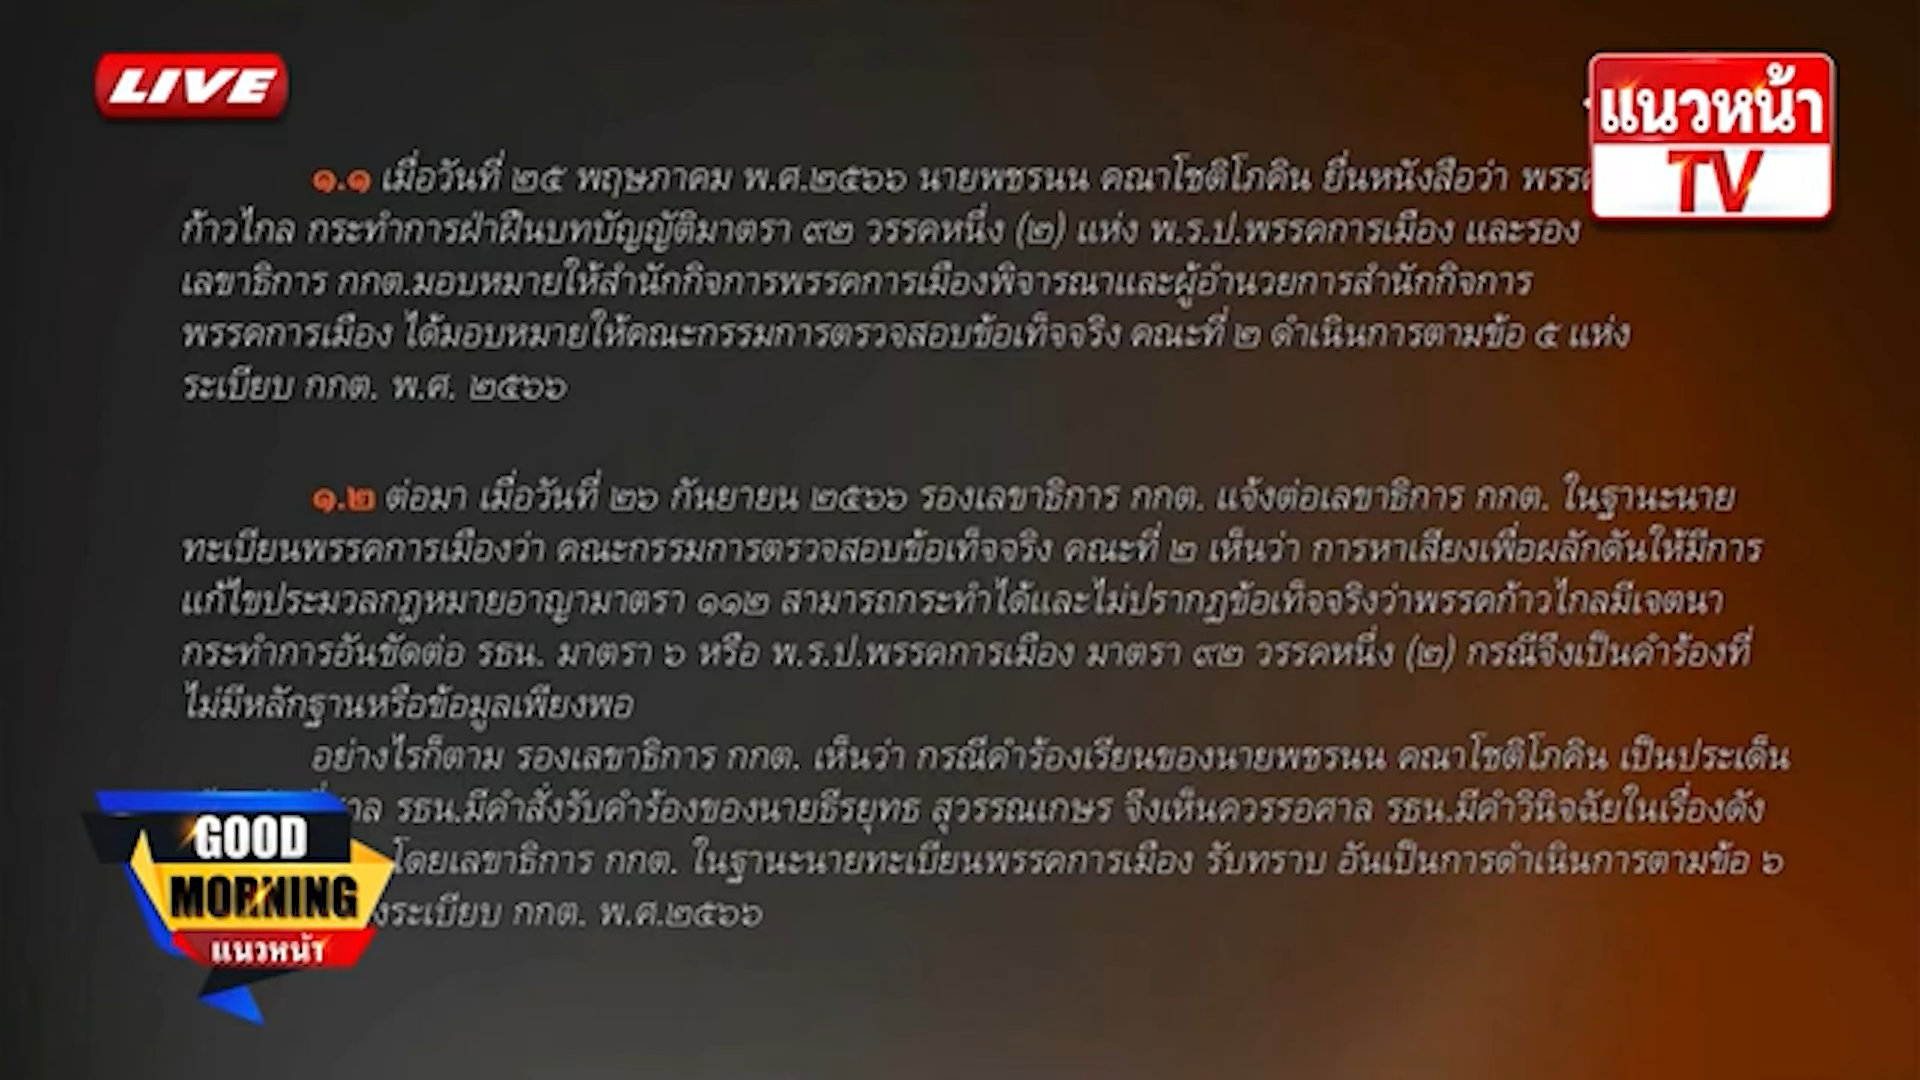 LIVE
แนวหน้า
TV
๑.๑ เมื่อวันที่ ๒๕ พฤษภาคม พ.ศ.๒๕๖๖ นายพชรนน คณาโชติโภคิน ยื่นหนังสือว่า
ก้าวไกล กระทำการฝ่าฝืนบทบัญญัติมาตรา ๙๒ วรรคหนึ่ง (๒) แห่ง พ.ร.ป.พรรคการเมือง และรอง
เลขาธิการ กกต.มอบหมายให้สำนักกิจการพรรคการเมืองพิจารณาและผู้อำนวยการสำนักกิจการ
พรรคการเมือง ได้มอบหมายให้คณะกรรมการตรวจสอบข้อเท็จจริง คณะที่ ๒ ดำเนินการตามข้อ ๕ แห่ง
ระเบียบ กกต. พ.ศ. ๒๕๖๖
๑.๒ ต่อมา เมื่อวันที่ ๒๖ กันยายน ๒๕๖๖ รองเลขาธิการ กกต. แจ้งต่อเลขาธิการ กกต. ในฐานะนาย
ทะเบียนพรรคการเมืองว่า คณะกรรมการตรวจสอบข้อเท็จจริง คณะที่ ๒ เห็นว่า การหาเสียงเพื่อผลักดันให้มีการ
แก้ไขประมวลกฎหมายอาญามาตรา ๑๑๒ สามารถกระทำได้และไม่ปรากฏข้อเท็จจริงว่าพรรคก้าวไกลมีเจตนา
กระทำการอันขัดต่อ รธน. มาตรา ๖ หรือ พ.ร.ป.พรรคการเมือง มาตรา ๙๒ วรรคหนึ่ง (๒) กรณีจึงเป็นคำร้องที่
ไม่มีหลักฐานหรือข้อมูลเพียงพอ
อย่างไรก็ตาม รองเลขาธิการ กกต. เห็นว่า กรณีคำร้องเรียนของนายพชรนน คณาโชติโภคิน เป็นประเด็น
รธน.มีคำสั่งรับคำร้องของนายธีรยุทธ สุวรรณเกษร จึงเห็นควรรอศาล รธน.มีคำวินิจฉัยในเรื่องดัง
โดยเลขาธิการ กกต. ในฐานะนายทะเบียนพรรคการเมือง รับทราบ อันเป็นการดำเนินการตามข้อ ๖
ระเบียบ กกต. พ.ศ.๒๕๖๖
GOOD
MORNING
แนวหน้า